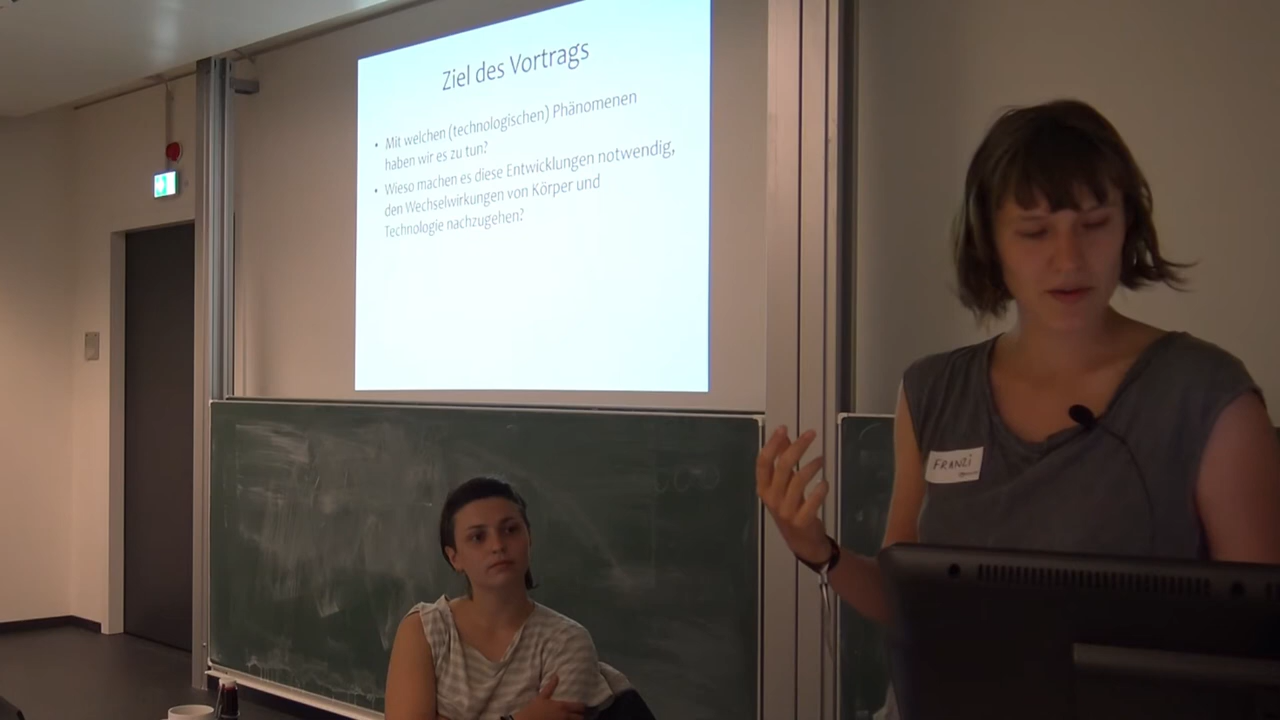 Ziel des Vortrags
• Mit welchen (technologischen) Phänomenen
haben wir es zu tun?
• Wieso machen es diese Entwicklungen notwendig,
den Wechselwirkungen von Körper und
Technologie nachzugehen?
FRANZI